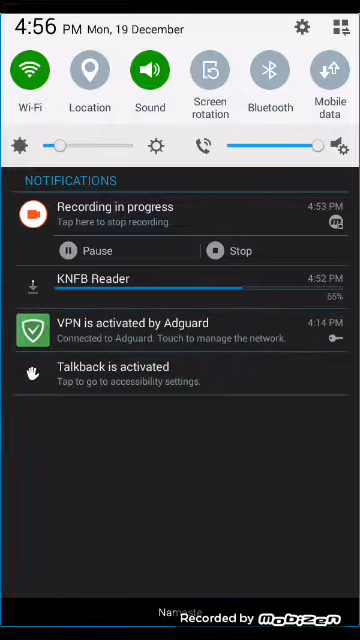 4:56 PM Mon, 19 December
Wi-Fi
Location
Sound
Screen
rotation
Bluetooth
Mobile
data
NOTIFICATIONS
Recording in progress 4:53 PM
Tap here to stop recording.
Pause Stop
KNFB Reader 4:52 PM
55%
VPN is activated by Adguard 4:14 PM
Connected to Adguard. Touch to manage the network.
Talkback is activated
Tap to go to accessibility settings.
Namaste
Recorded by mobizen